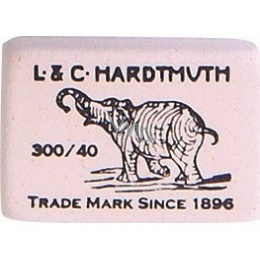 L·&C·HARDTMUTH
300/40
TRADE MARK SINCE 1896